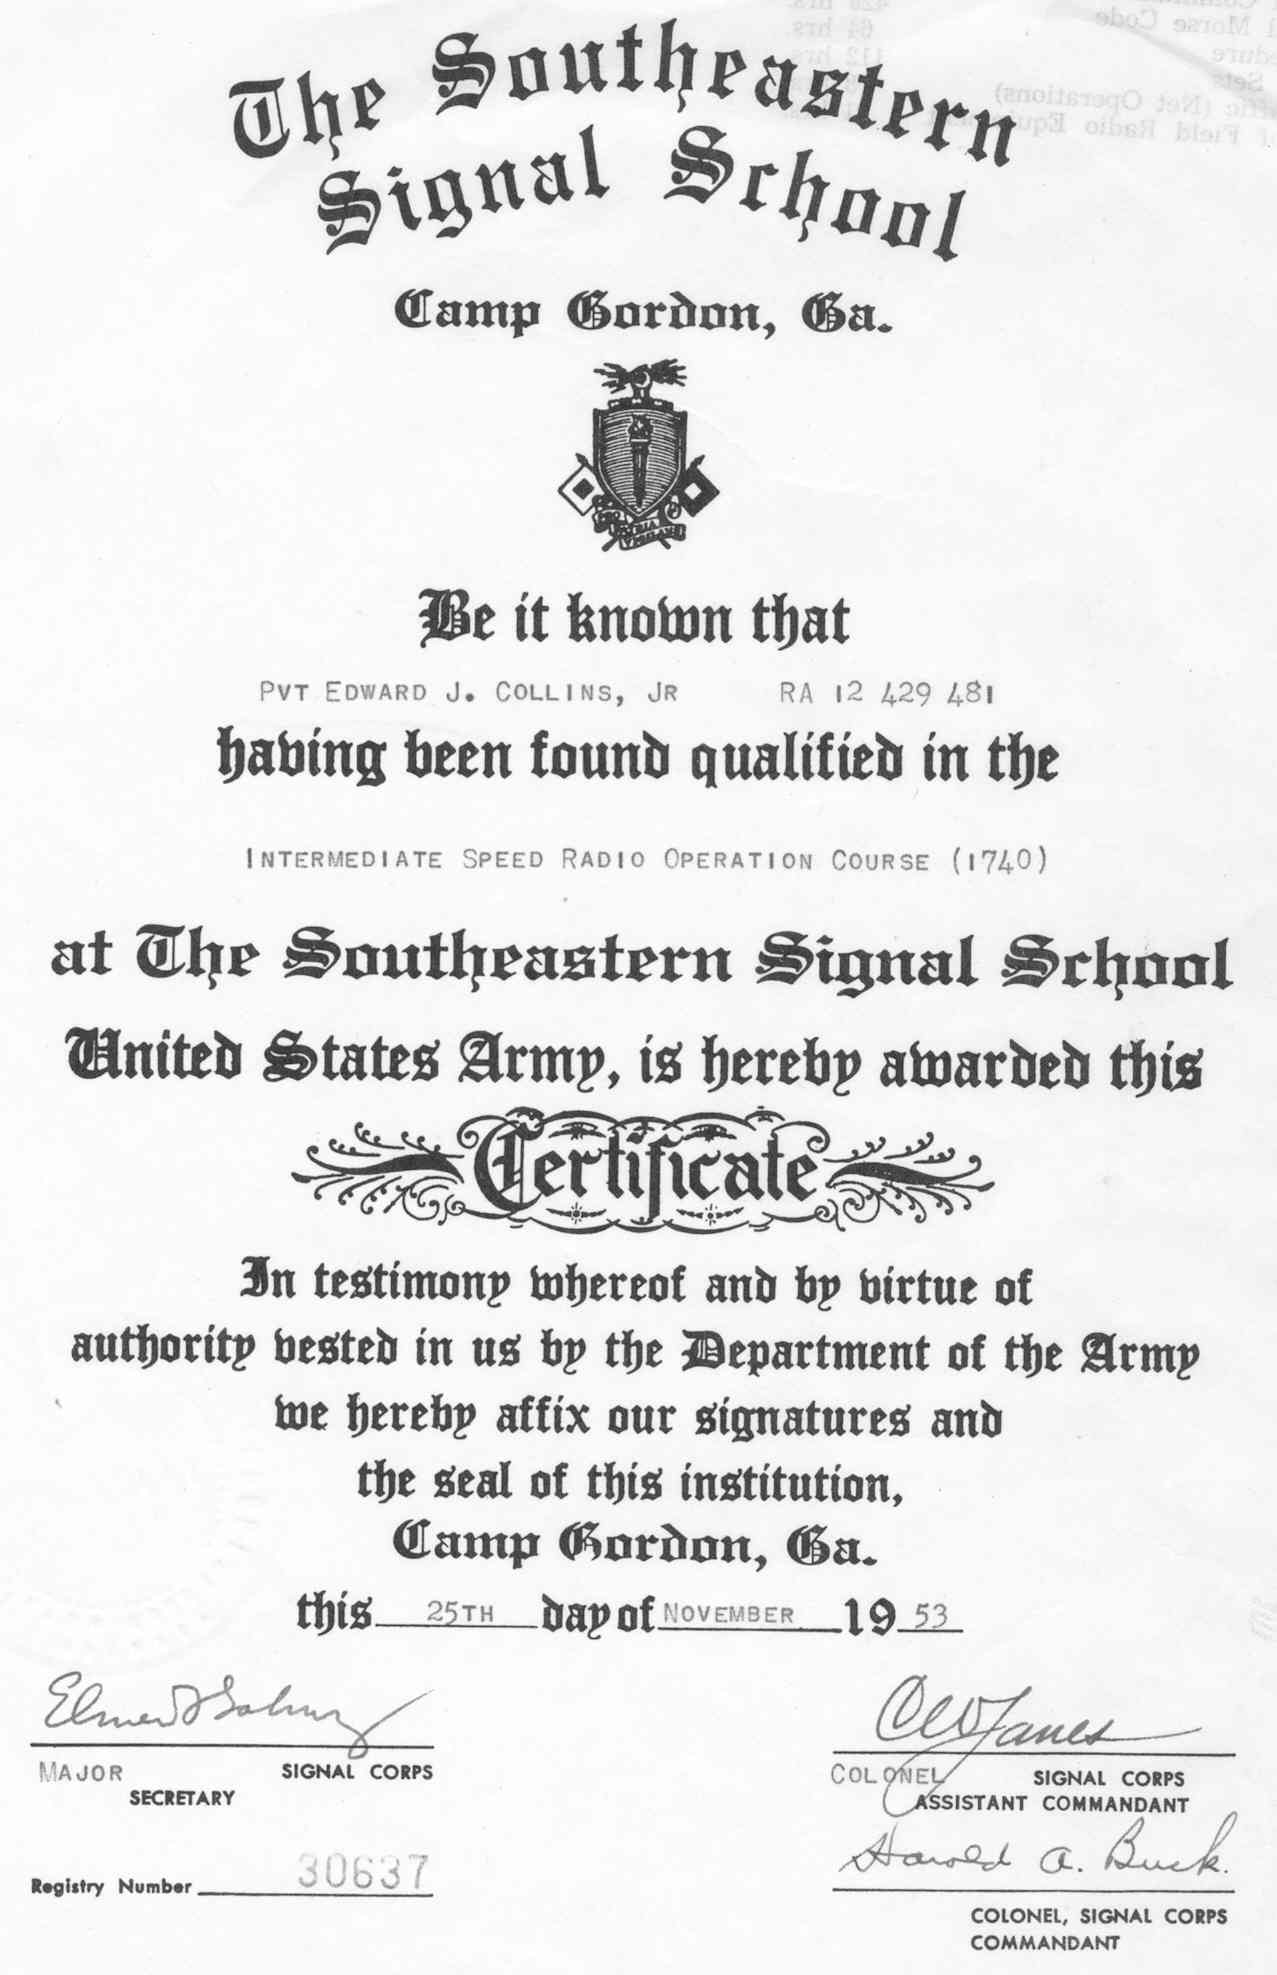 The Southeastern
Signal School
Camp Gordon, Ga.
Be it known that
PVT EDWARD J. COLLINS, JR RA 12 429 481
having been found qualified in the
INTERMEDIATE SPEED RADIO OPERATION COURSE (1740)
at The Southeastern Signal School
United States Army, is hereby awarded this
Certificate
In testimony whereof and by virtue of
authority vested in us by the Department of the Army
we hereby affix our signatures and
the seal of this institution,
Camp Gordon, Ga.
this 25TH day of NOVEMBER 19 53
MAJOR SIGNAL CORPS
SECRETARY
Registry Number 30637
COLONEL SIGNAL CORPS
ASSISTANT COMMANDANT
Harold A. Buck.
COLONEL, SIGNAL CORPS
COMMANDANT